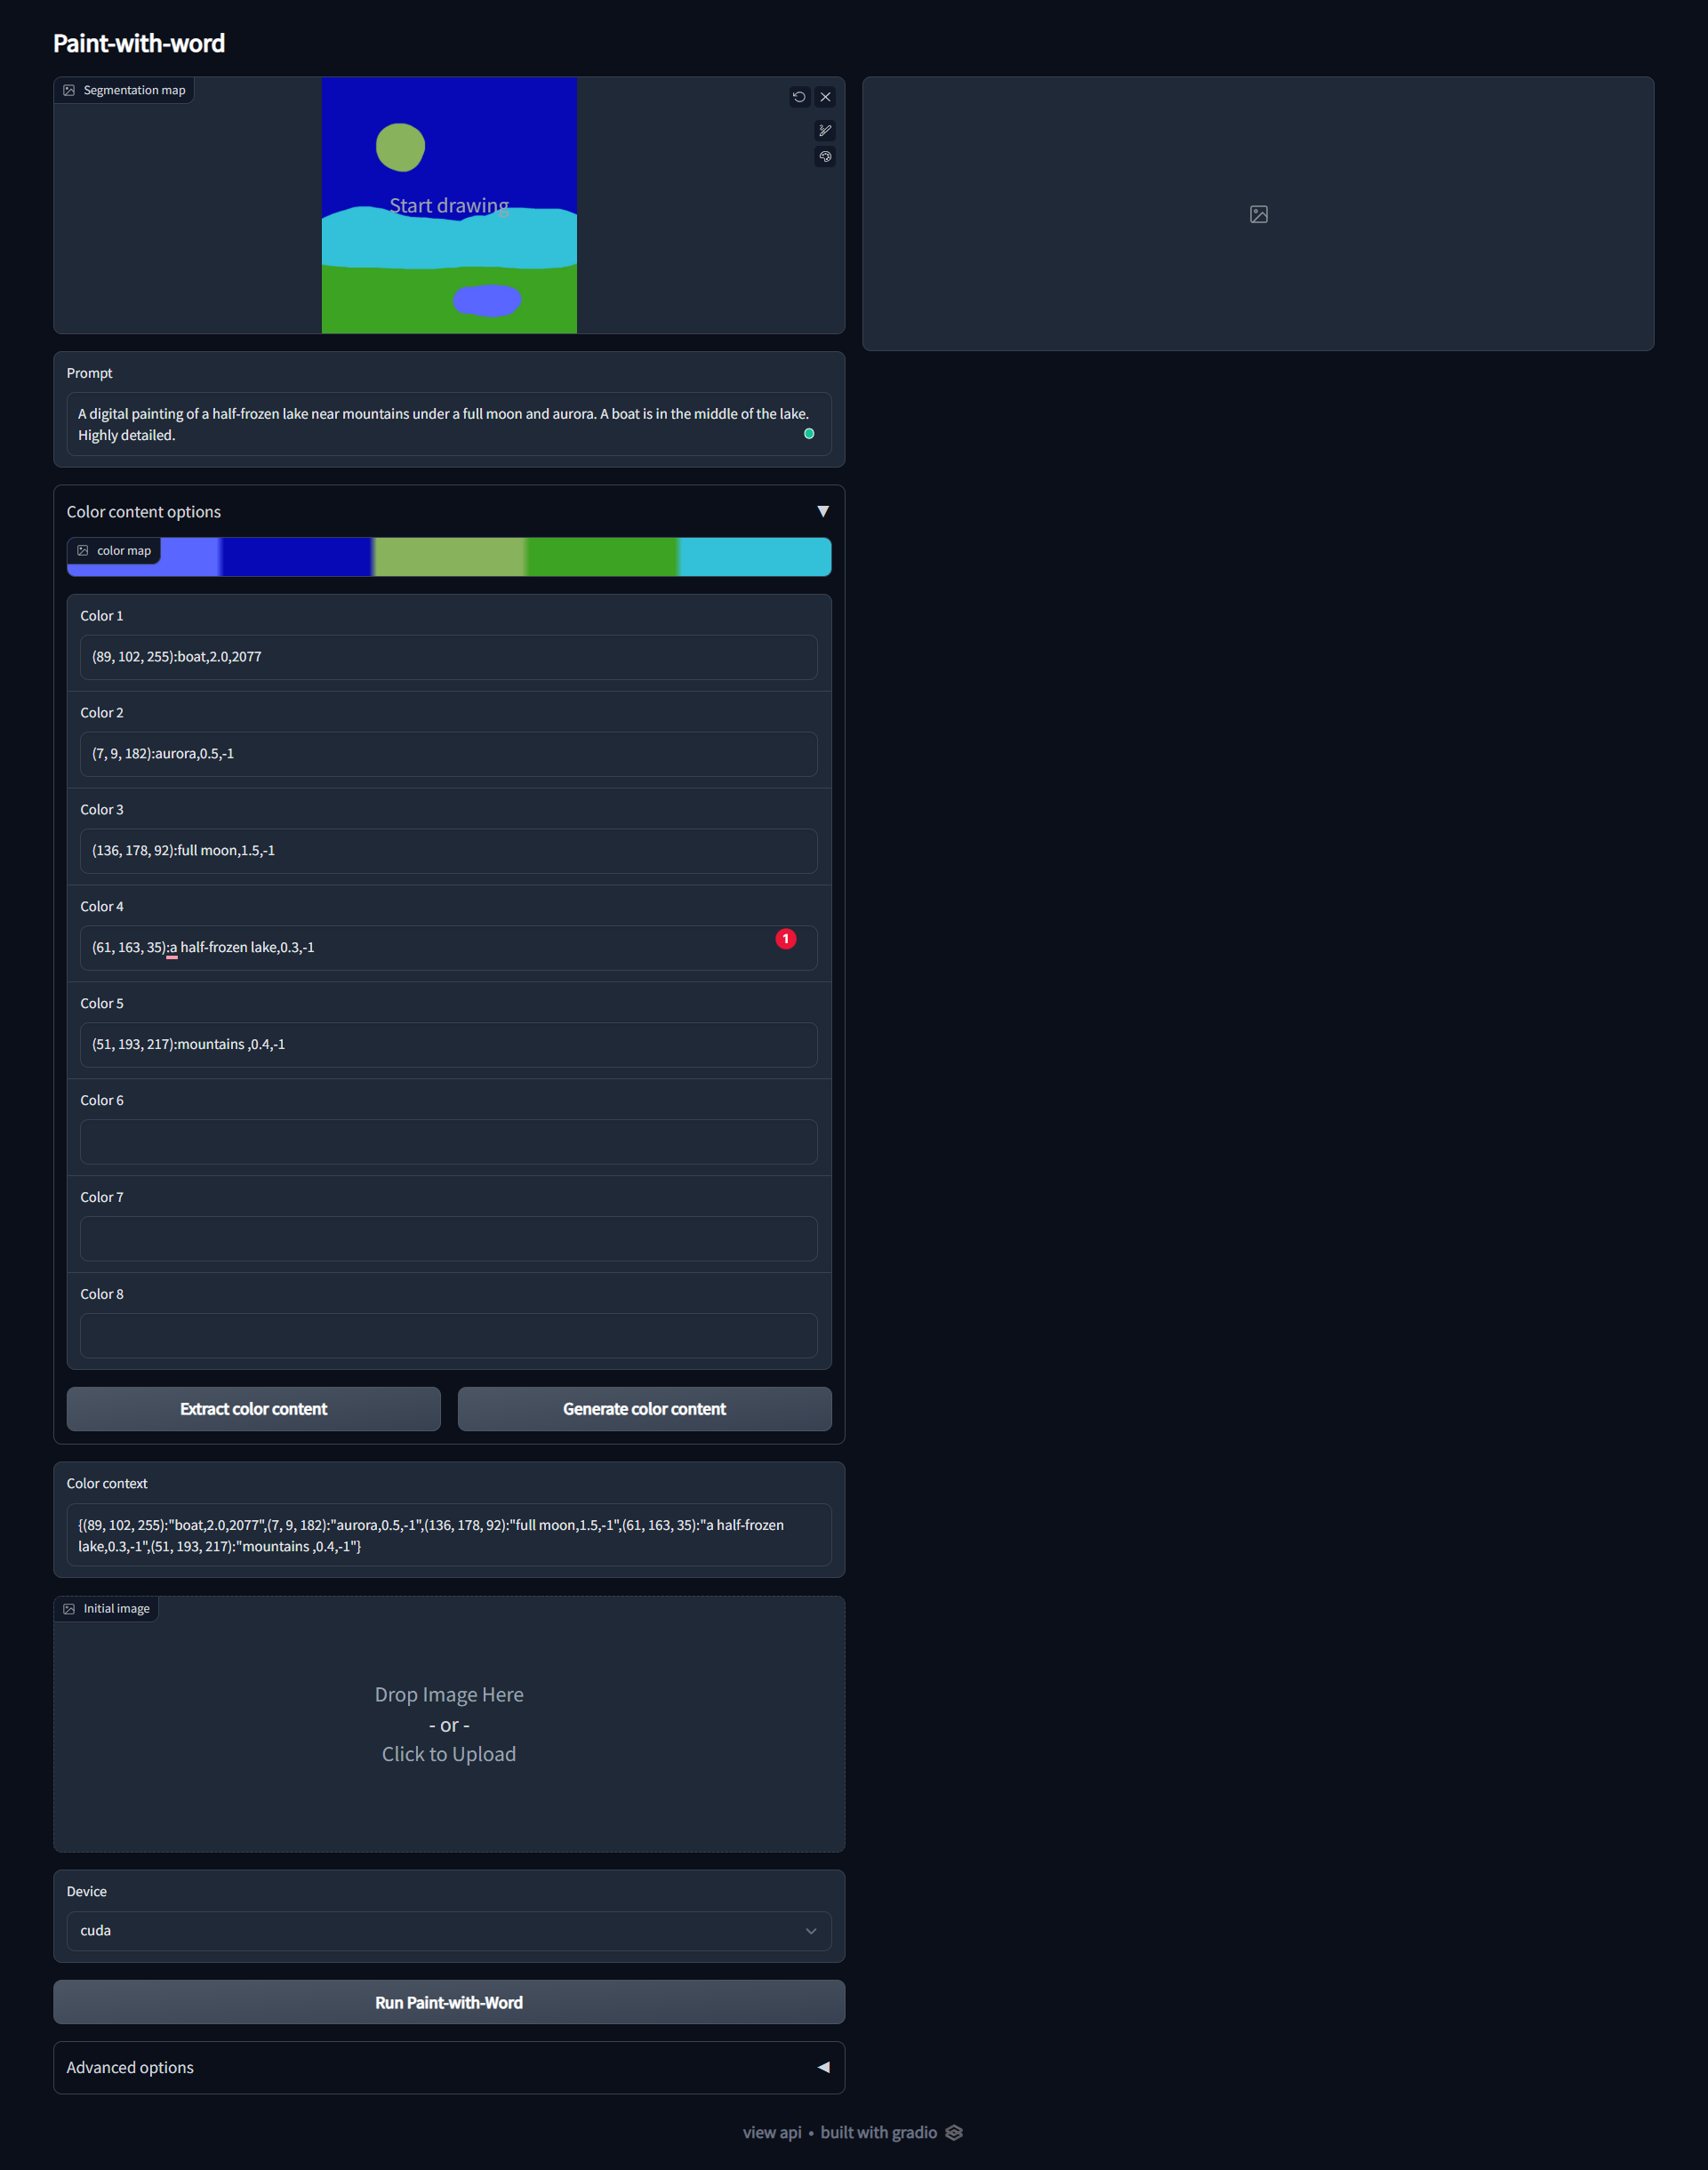 Paint-with-word
Segmentation map
Start drawing
Prompt
A digital painting of a half-frozen lake near mountains under a full moon and aurora. A boat is in the middle of the lake.
Highly detailed.
Color content options
color map
Color 1
(89, 102, 255):boat,2.0,2077
Color 2
(7, 9, 182):aurora,0.5,-1
Color 3
(136, 178, 92):full moon,1.5,-1
Color 4
(61, 163, 35):a half-frozen lake,0.3,-1
1
Color 5
(51, 193, 217):mountains ,0.4,-1
Color 6
Color 7
Color 8
Extract color content
Generate color content
Color context
{(89, 102, 255):"boat,2.0,2077",(7, 9, 182):"aurora,0.5,-1",(136, 178, 92):"full moon,1.5,-1",(61, 163, 35):"a half-frozen
lake,0.3,-1",(51, 193, 217):"mountains ,0.4,-1"}
Initial image
Drop Image Here
- or -
Click to Upload
Device
cuda
Run Paint-with-Word
Advanced options
view api • built with gradio